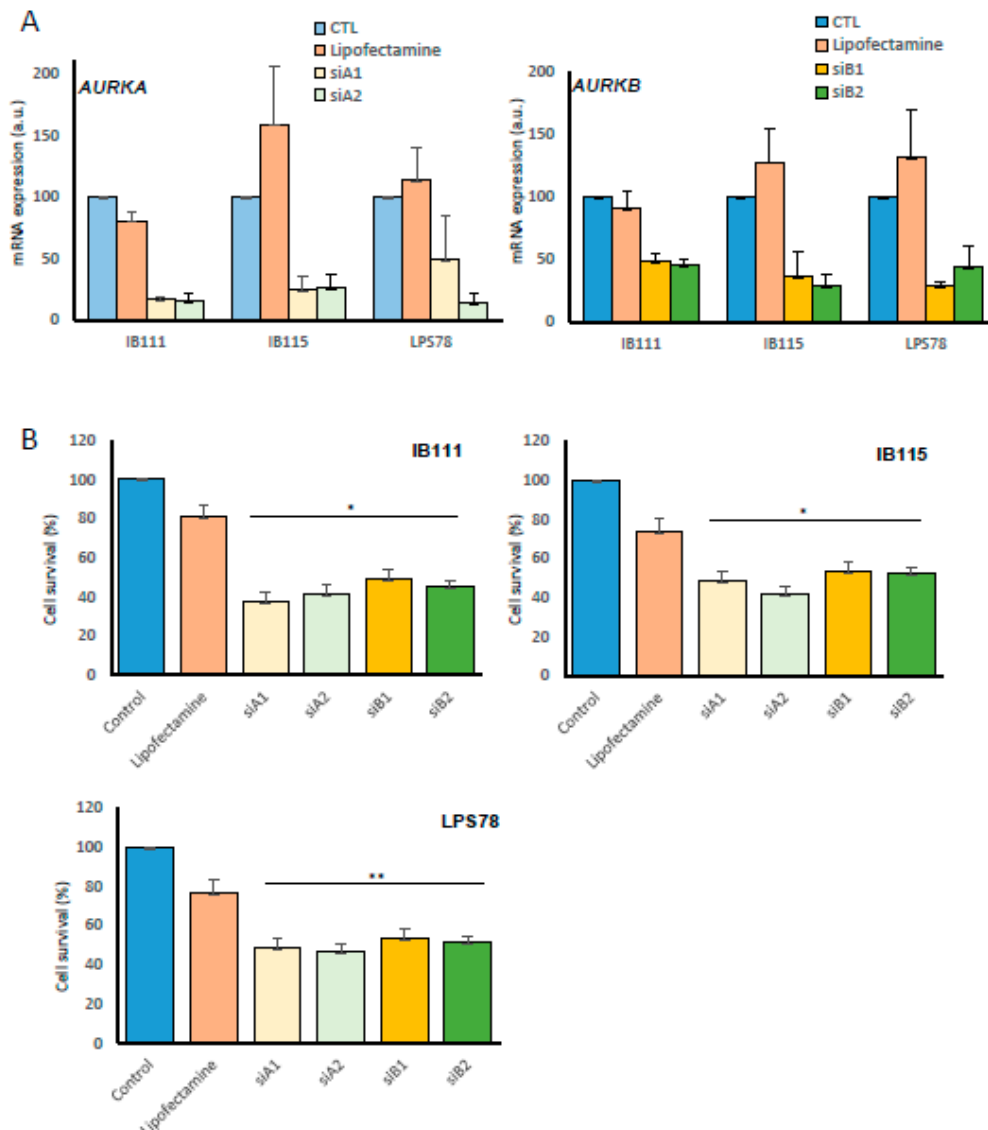 A
CTL
Lipofectamine
siA1
siA2
AURKA
mRNA expression (a.u.)
200
150
100
50
0
IB111 IB115 LPS78
CTL
Lipofectamine
siB1
siB2
AURKB
mRNA expression (a.u.)
200
150
100
50
0
IB111 IB115 LPS78
B
IB111
Cell survival (%)
120
100
80
60
40
20
0
Control Lipofectamine siA1 siA2 siB1 siB2
*
IB115
Cell survival (%)
120
100
80
60
40
20
0
Control Lipofectamine siA1 siA2 siB1 siB2
*
LPS78
Cell survival (%)
120
100
80
60
40
20
0
Control Lipofectamine siA1 siA2 siB1 siB2
**